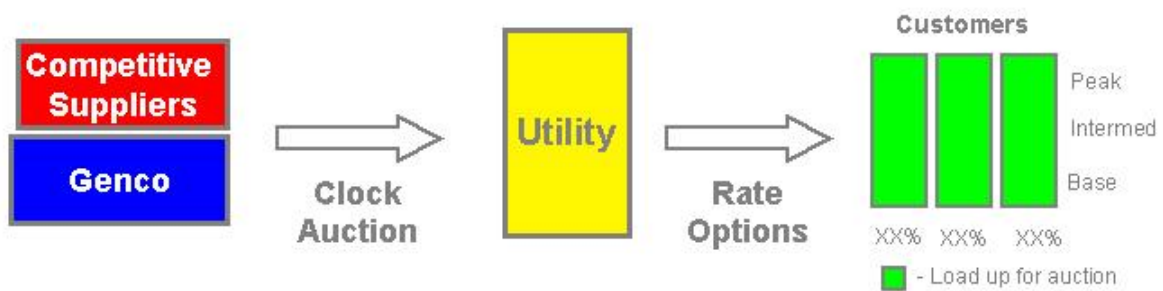 Competitive
Suppliers
Genco
Clock
Auction
Utility
Rate
Options
Customers
Peak
Intermed
Base
XX% XX% XX%
- Load up for auction